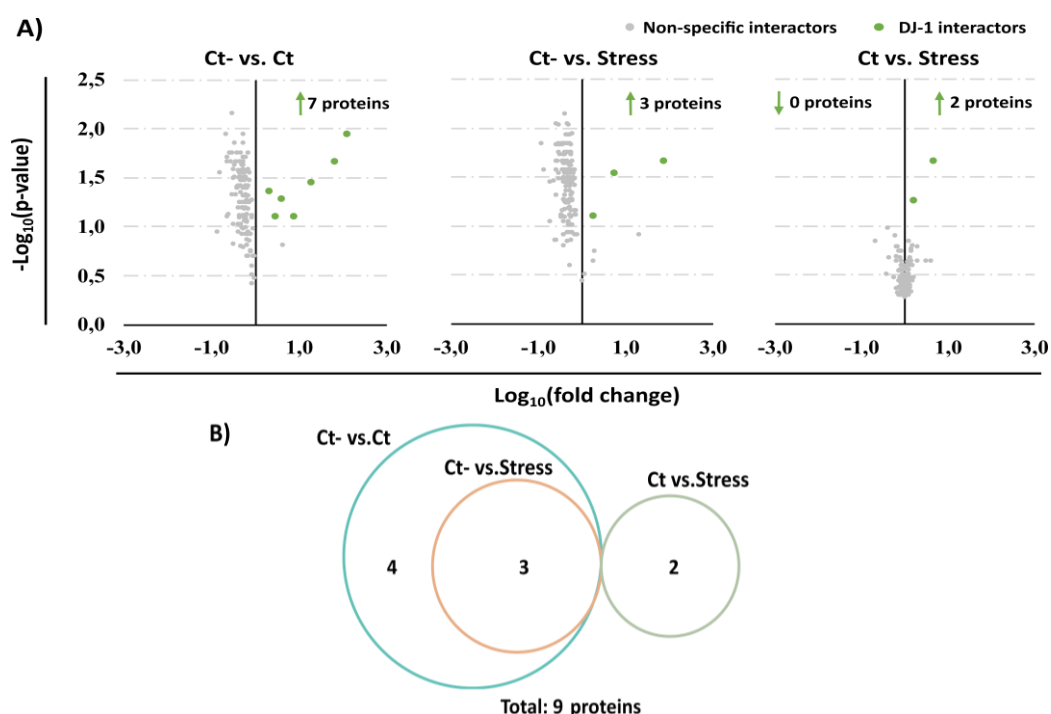 A)
Non-specific interactors
DJ-1 interactors
Ct- vs. Ct
Ct- vs. Stress
Ct vs. Stress
2,5
2,0
1,5
1,0
0,5
0,0
-Log10(p-value)
7 proteins
3 proteins
0 proteins
2 proteins
-3,0 -1,0 1,0 3,0
-3,0 -1,0 1,0 3,0
-3,0 -1,0 1,0 3,0
Log10(fold change)
B)
Ct- vs.Ct
Ct- vs.Stress
Ct vs.Stress
4
3
2
Total: 9 proteins